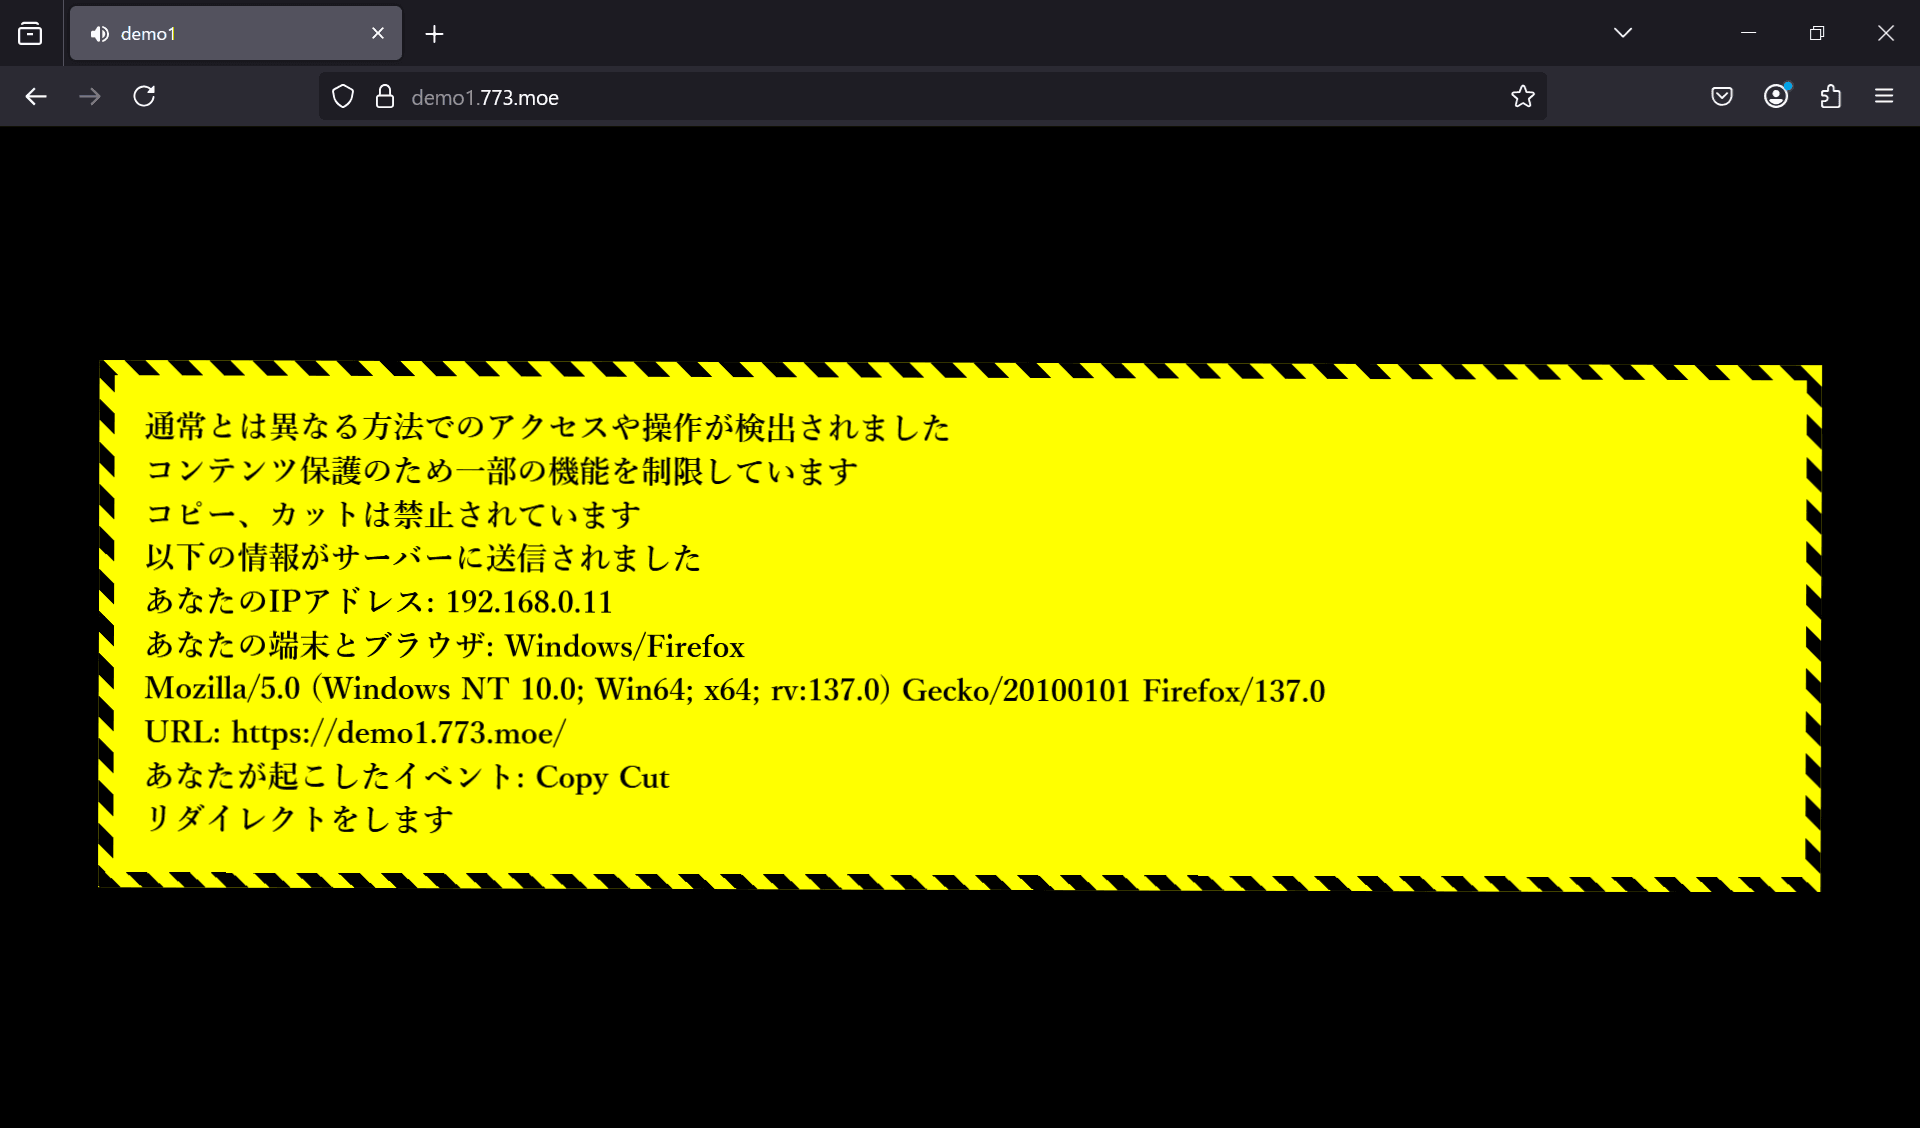 demo1
demo1.773.moe
通常とは異なる方法でのアクセスや操作が検出されました
コンテンツ保護のため一部の機能を制限しています
コピー、カットは禁止されています
以下の情報がサーバーに送信されました
あなたのIPアドレス: 192.168.0.11
あなたの端末とブラウザ: Windows/Firefox
Mozilla/5.0 (Windows NT 10.0; Win64; x64; rv:137.0) Gecko/20100101 Firefox/137.0
URL: https://demo1.773.moe/
あなたが起こしたイベント: Copy Cut
リダイレクトをします